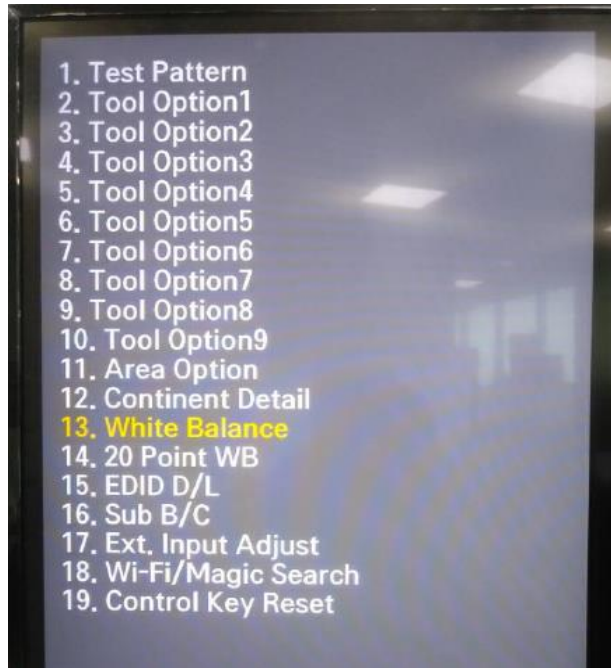 1. Test Pattern
2. Tool Option1
3. Tool Option2
4. Tool Option3
5. Tool Option4
6. Tool Option5
7. Tool Option6
8. Tool Option7
9. Tool Option8
10. Tool Option9
11. Area Option
12. Continent Detail
13. White Balance
14. 20 Point WB
15. EDID D/L
16. Sub B/C
17. Ext. Input Adjust
18. Wi-Fi/Magic Search
19. Control Key Reset